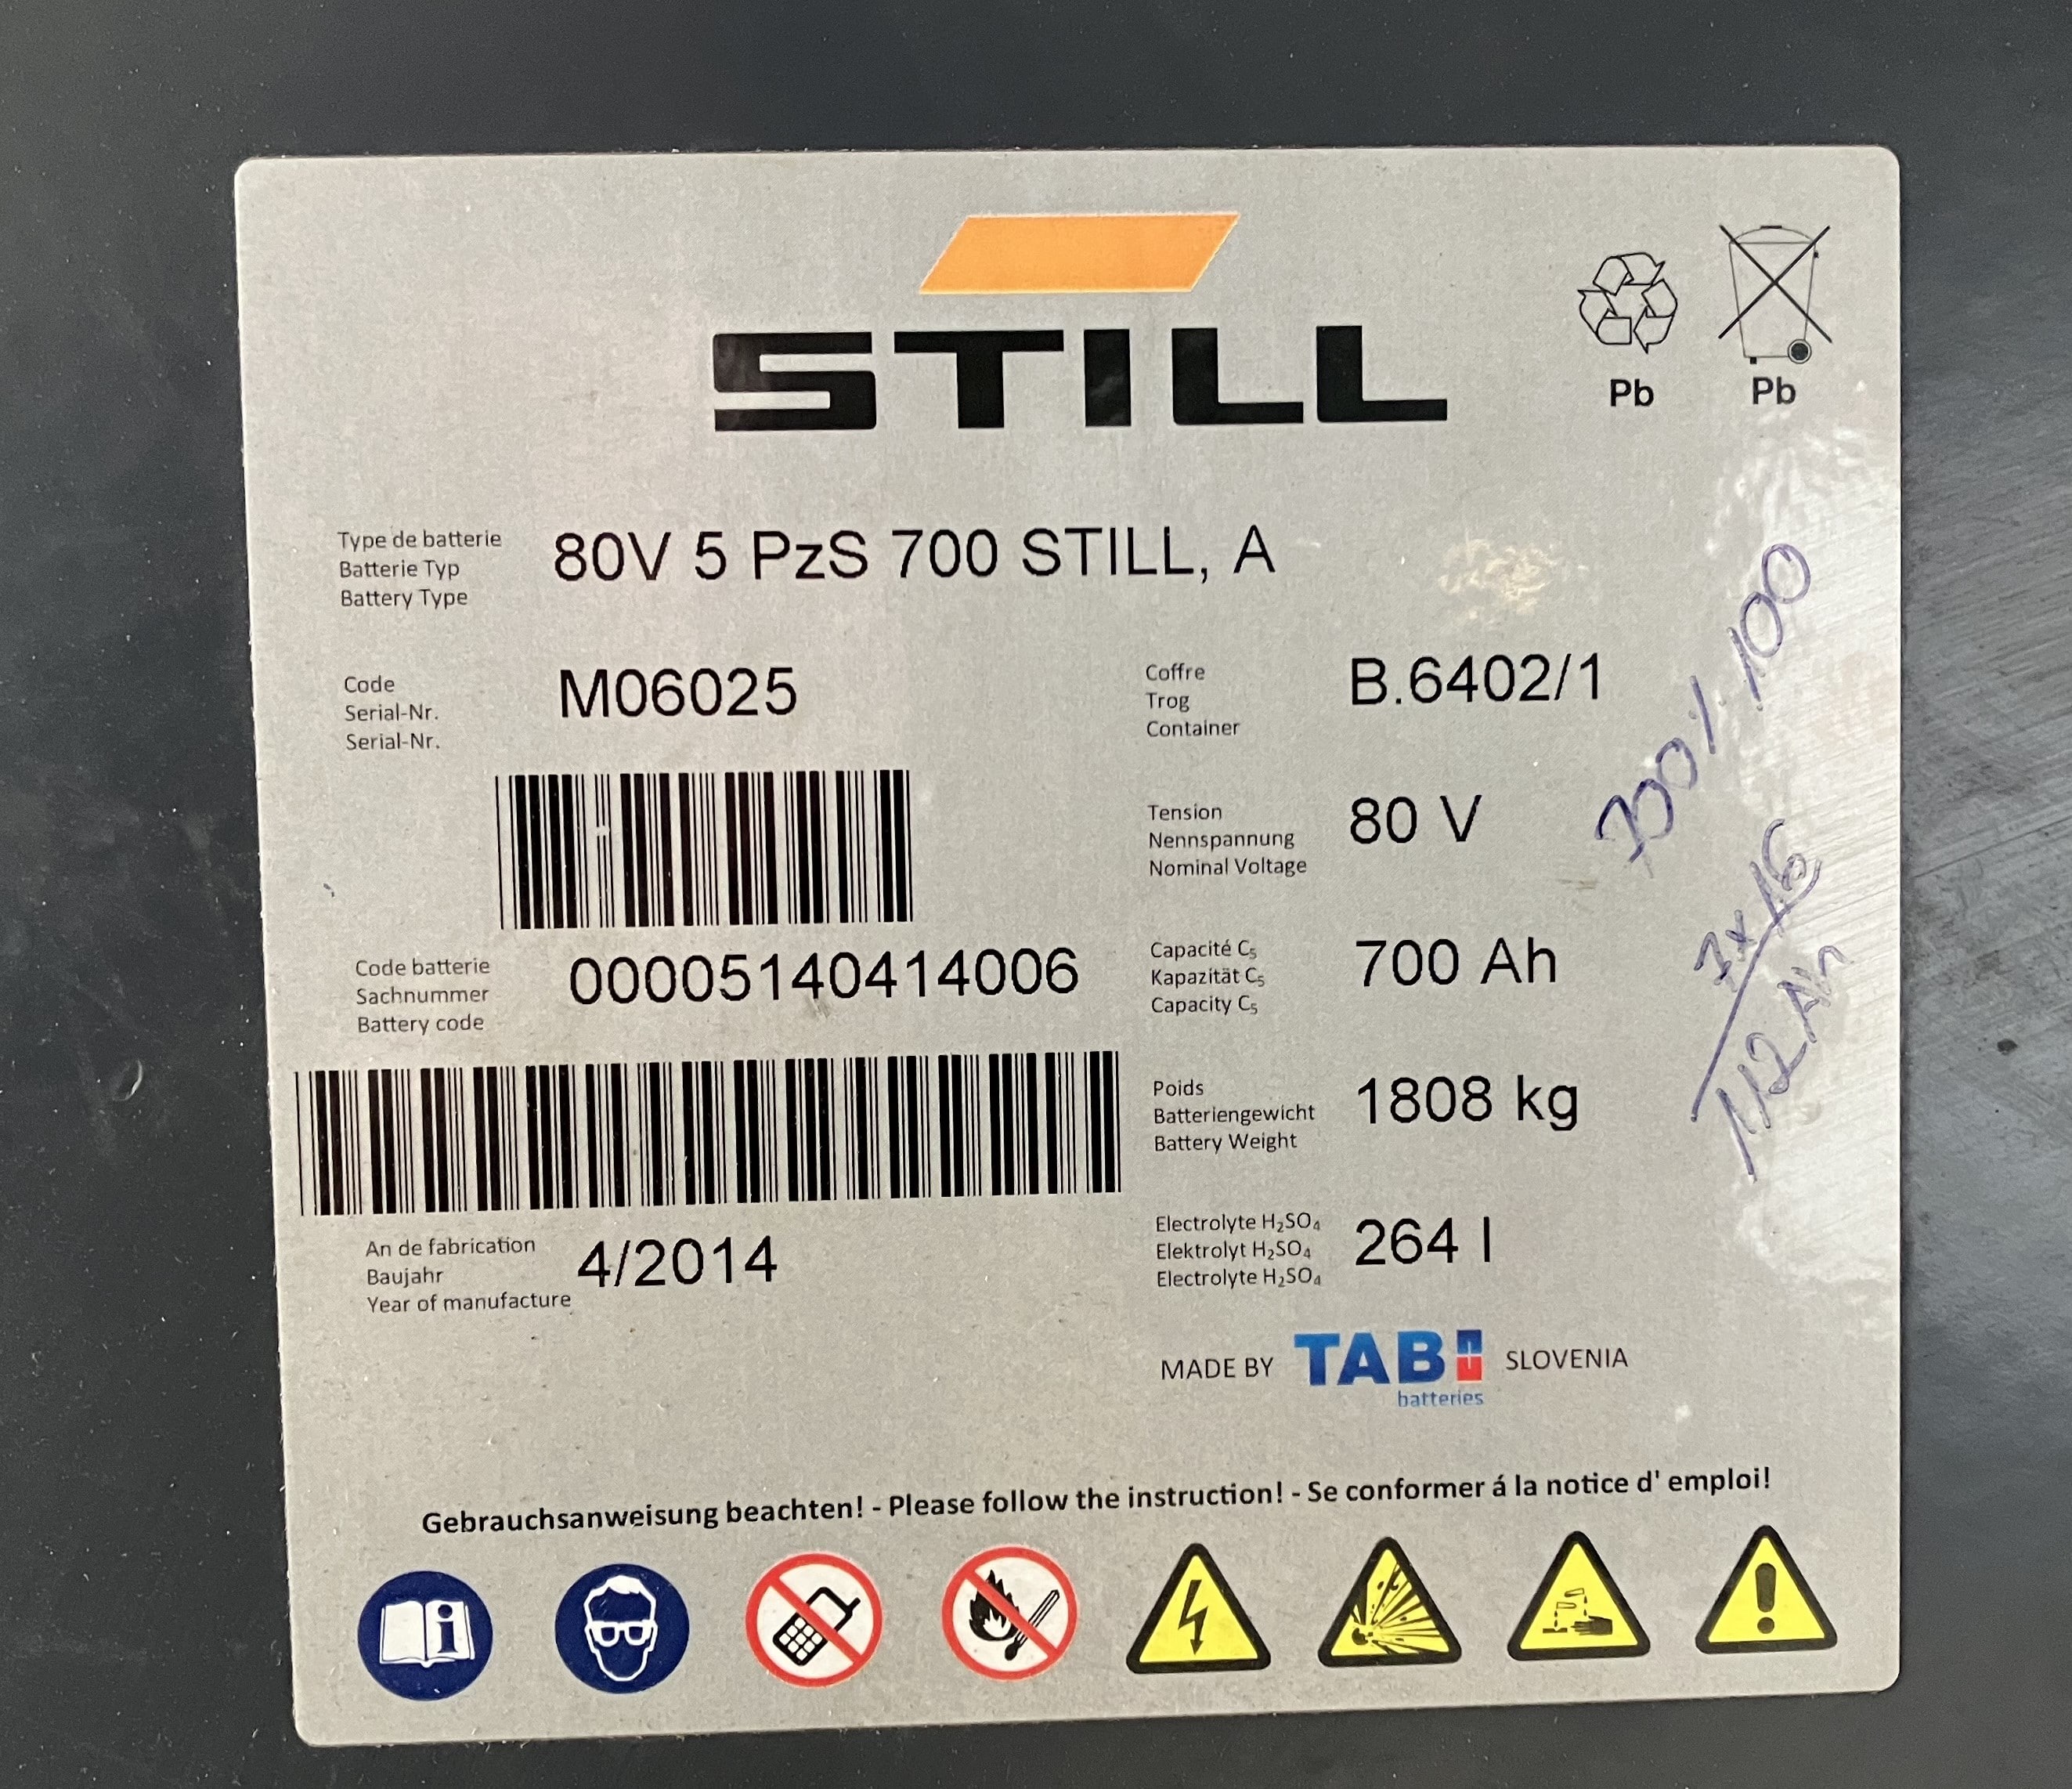 STILL
Pb
Pb
Type de batterie
Batterie Typ
Battery Type
80V 5 PzS 700 STILL, A
Code
Serial-Nr.
Serial-Nr.
M06025
Coffre
Trog
Container
B.6402/1
Tension
Nennspannung
Nominal Voltage
80 V
Code batterie
Sachnummer
Battery code
00005140414006
Capacité C₅
Kapazität C₅
Capacity C₅
700 Ah
Poids
Batteriengewicht
Battery Weight
1808 kg
An de fabrication
Baujahr
Year of manufacture
4/2014
Electrolyte H₂SO₄
Elektrolyt H₂SO₄
Electrolyte H₂SO₄
264 l
MADE BY TAB batteries SLOVENIA
Gebrauchsanweisung beachten! - Please follow the instruction! - Se conformer á la notice d' emploi!
700 % 100
7x16
112 Ah